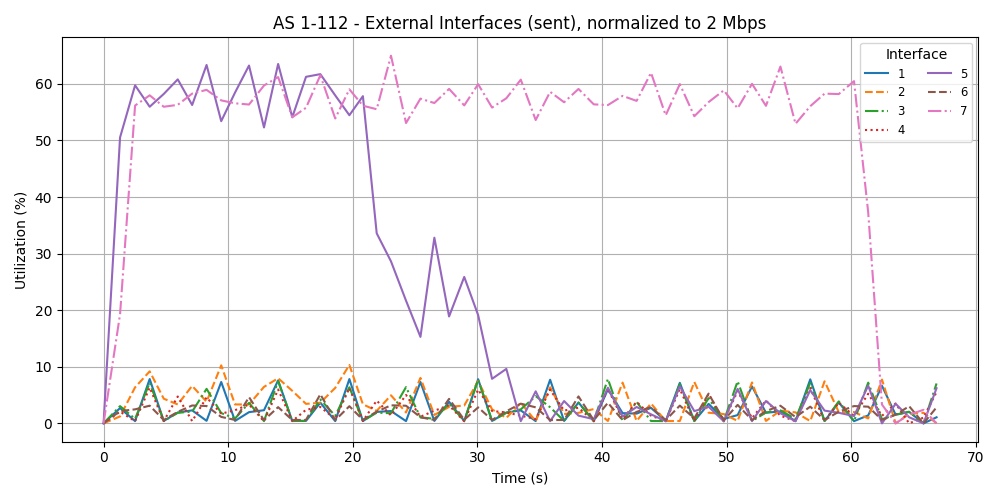 AS 1-112 - External Interfaces (sent), normalized to 2 Mbps
Utilization (%)
60
50
40
30
20
10
0
0 10 20 30 40 50 60 70
Time (s)
Interface
1 5
2 6
3 7
4